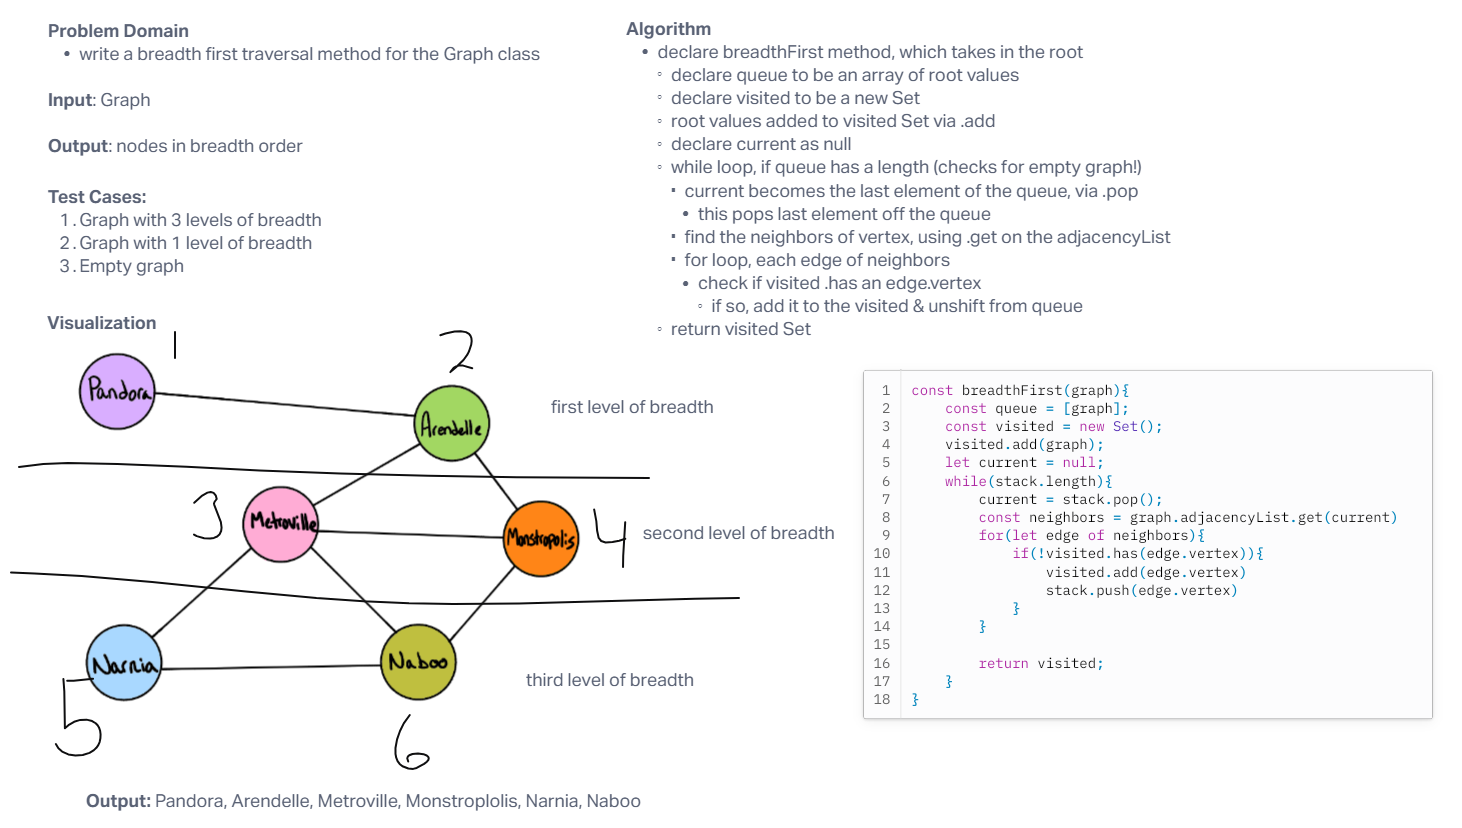 Problem Domain
• write a breadth first traversal method for the Graph class
Input: Graph
Output: nodes in breadth order
Test Cases:
1. Graph with 3 levels of breadth
2. Graph with 1 level of breadth
3. Empty graph
Visualization
1
2
Pandora
Arendelle
first level of breadth
3
Metroville
Monstropolis
4
second level of breadth
Narnia
Naboo
third level of breadth
5
6
Output: Pandora, Arendelle, Metroville, Monstroplolis, Narnia, Naboo
Algorithm
• declare breadthFirst method, which takes in the root
◦ declare queue to be an array of root values
◦ declare visited to be a new Set
◦ root values added to visited Set via .add
◦ declare current as null
◦ while loop, if queue has a length (checks for empty graph!)
▪ current becomes the last element of the queue, via .pop
• this pops last element off the queue
▪ find the neighbors of vertex, using .get on the adjacencyList
▪ for loop, each edge of neighbors
• check if visited .has an edge.vertex
◦ if so, add it to the visited & unshift from queue
◦ return visited Set
1 const breadthFirst(graph){
2 const queue = [graph];
3 const visited = new Set();
4 visited.add(graph);
5 let current = null;
6 while(stack.length){
7 current = stack.pop();
8 const neighbors = graph.adjacencyList.get(current)
9 for(let edge of neighbors){
10 if(!visited.has(edge.vertex)){
11 visited.add(edge.vertex)
12 stack.push(edge.vertex)
13 }
14 }
15
16 return visited;
17 }
18 }